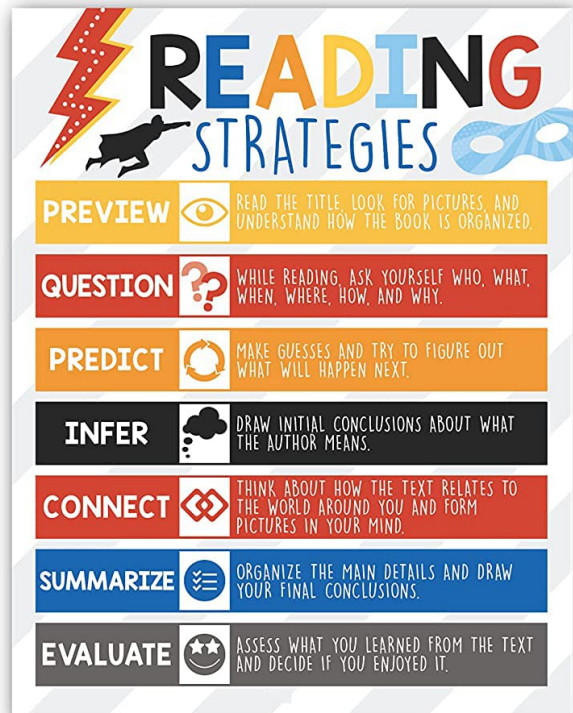 READING
STRATEGIES
PREVIEW
READ THE TITLE, LOOK FOR PICTURES, AND
UNDERSTAND HOW THE BOOK IS ORGANIZED.
QUESTION
WHILE READING, ASK YOURSELF WHO, WHAT,
WHEN, WHERE, HOW, AND WHY.
PREDICT
MAKE GUESSES AND TRY TO FIGURE OUT
WHAT WILL HAPPEN NEXT.
INFER
DRAW INITIAL CONCLUSIONS ABOUT WHAT
THE AUTHOR MEANS.
CONNECT
THINK ABOUT HOW THE TEXT RELATES TO
THE WORLD AROUND YOU AND FORM
PICTURES IN YOUR MIND.
SUMMARIZE
ORGANIZE THE MAIN DETAILS AND DRAW
YOUR FINAL CONCLUSIONS.
EVALUATE
ASSESS WHAT YOU LEARNED FROM THE TEXT
AND DECIDE IF YOU ENJOYED IT.